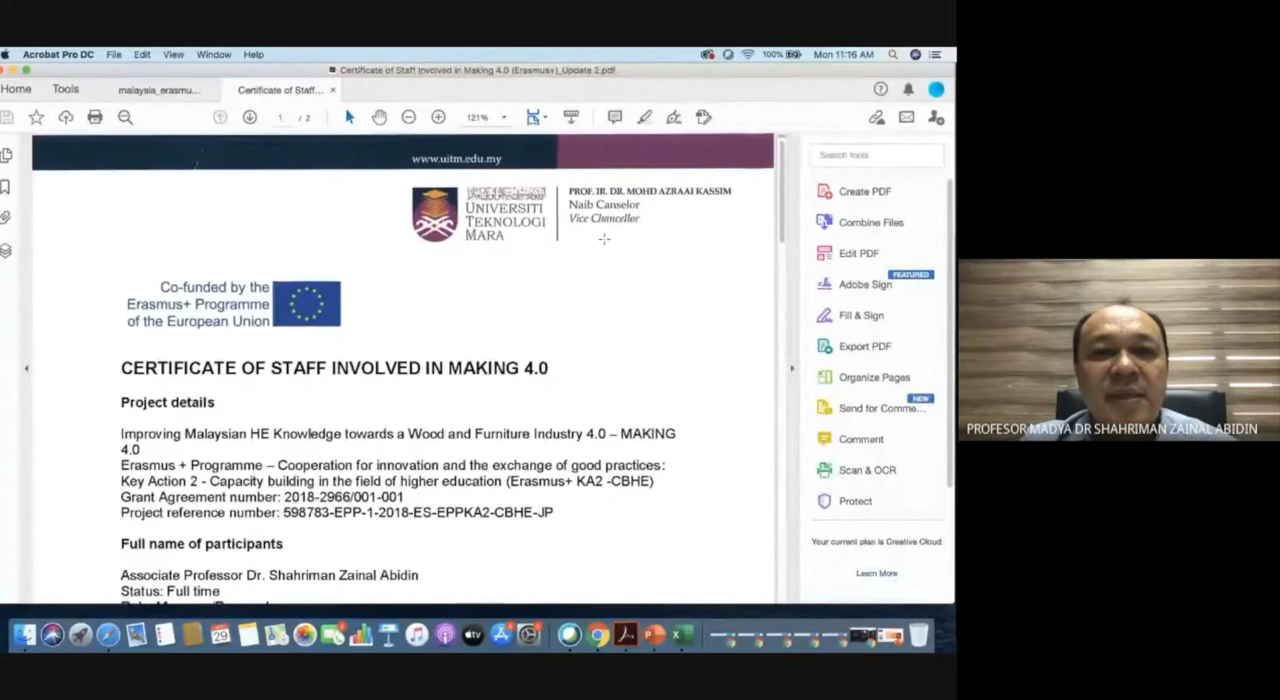 Acrobat Pro DC File Edit View Window Help
100% Mon 11:16 AM
Certificate of Staff Involved in Making 4.0 (Erasmus+)_Update 2.pdf
Home Tools malaysia_erasmu... Certificate of Staff... ×
1 / 2 121%
www.uitm.edu.my
Search tools
UNIVERSITI
TEKNOLOGI
MARA
PROF. IR. DR. MOHD AZRAAI KASSIM
Naib Canselor
Vice Chancellor
Co-funded by the
Erasmus+ Programme
of the European Union
CERTIFICATE OF STAFF INVOLVED IN MAKING 4.0
Project details
Improving Malaysian HE Knowledge towards a Wood and Furniture Industry 4.0 – MAKING
4.0
Erasmus + Programme – Cooperation for innovation and the exchange of good practices:
Key Action 2 - Capacity building in the field of higher education (Erasmus+ KA2 -CBHE)
Grant Agreement number: 2018-2966/001-001
Project reference number: 598783-EPP-1-2018-ES-EPPKA2-CBHE-JP
Full name of participants
Associate Professor Dr. Shahriman Zainal Abidin
Status: Full time
Create PDF
Combine Files
Edit PDF
FEATURED
Adobe Sign
Fill & Sign
Export PDF
Organize Pages
NEW
Send for Comme...
Comment
Scan & OCR
Protect
Your current plan is Creative Cloud
Learn More
PROFESOR MADYA DR SHAHRIMAN ZAINAL ABIDIN
29
tv